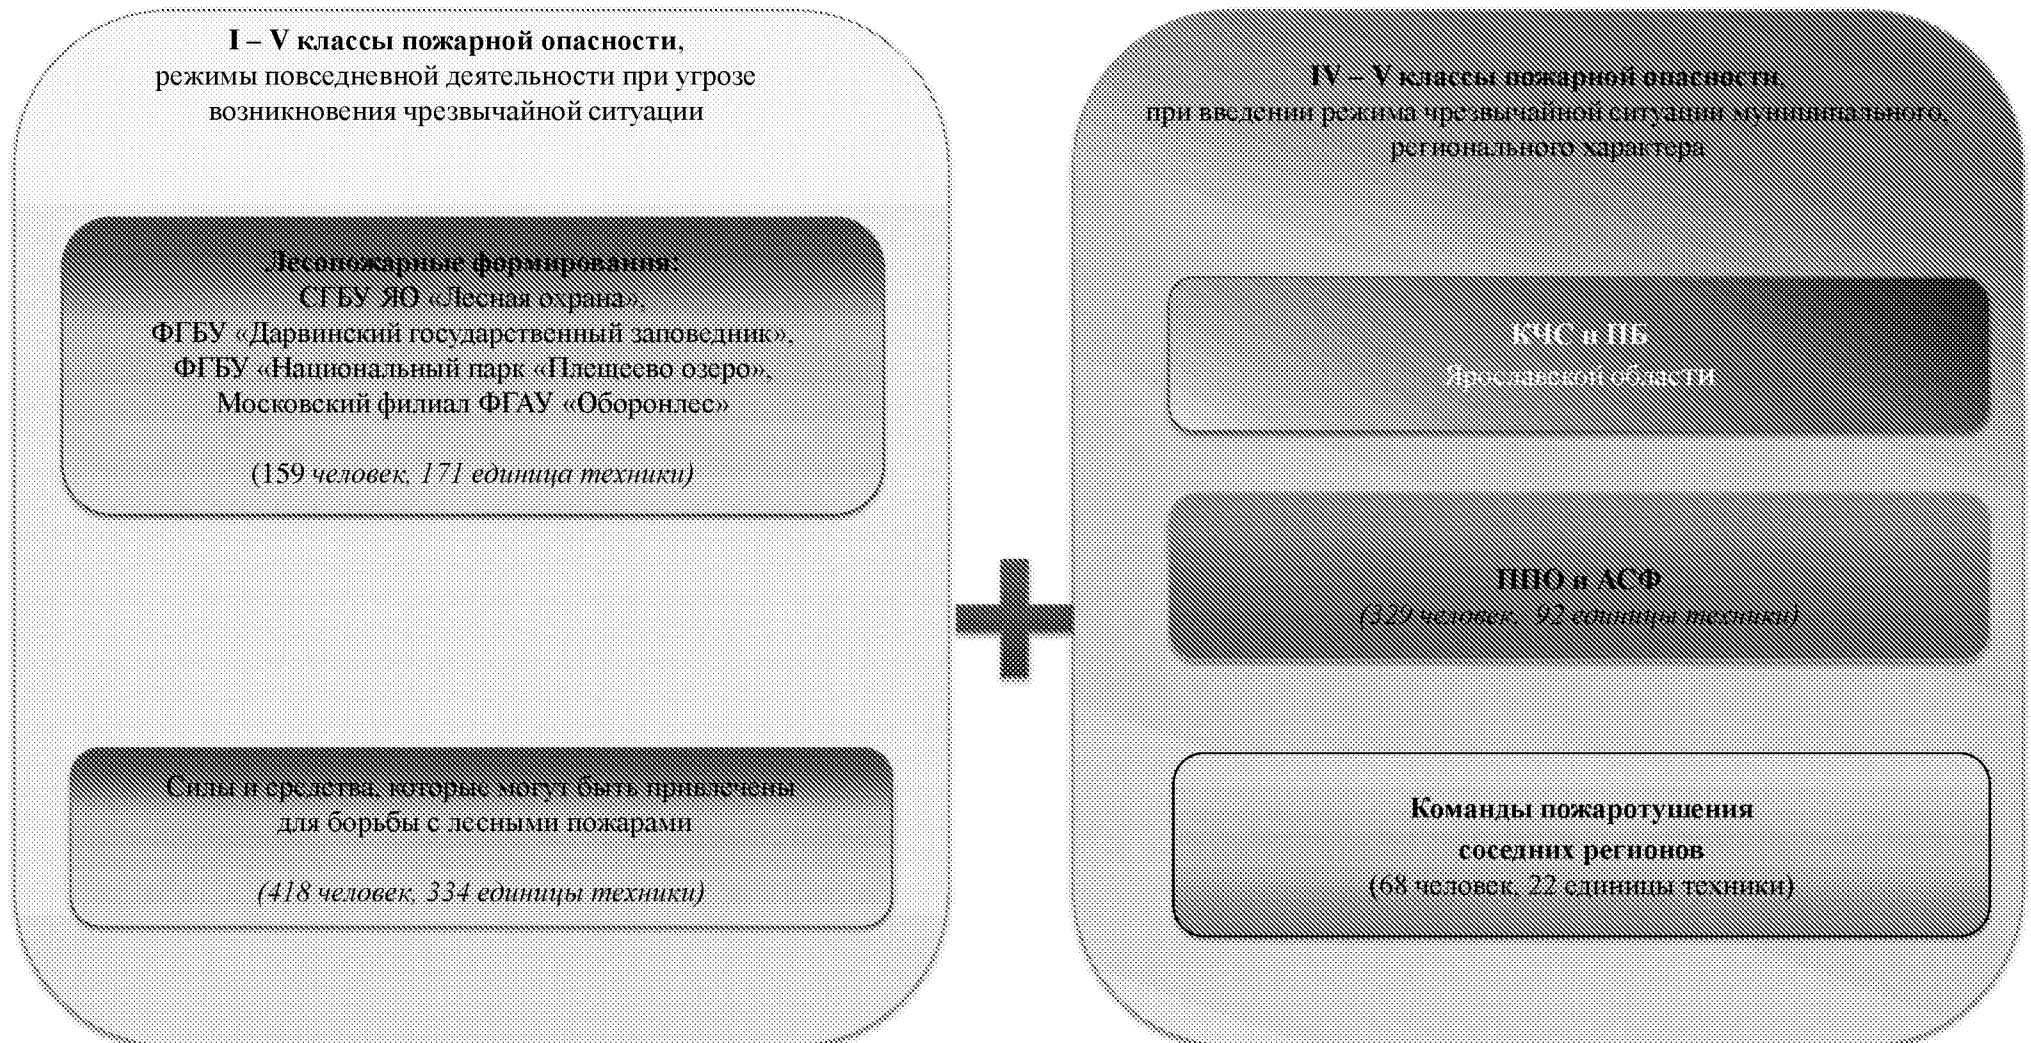 I – V классы пожарной опасности,
режимы повседневной деятельности при угрозе
возникновения чрезвычайной ситуации
Лесопожарные формирования:
СГБУ ЯО «Лесная охрана»,
ФГБУ «Дарвинский государственный заповедник»,
ФГБУ «Национальный парк «Плещеево озеро»,
Московский филиал ФГАУ «Оборонлес»
(159 человек, 171 единица техники)
Силы и средства, которые могут быть привлечены
для борьбы с лесными пожарами
(418 человек, 334 единицы техники)
IV – V классы пожарной опасности,
при введении режима чрезвычайной ситуации муниципального,
регионального характера
КЧС и ПБ
Ярославской области
ППО и АСФ
(329 человек, 92 единицы техники)
Команды пожаротушения
соседних регионов
(68 человек, 22 единицы техники)